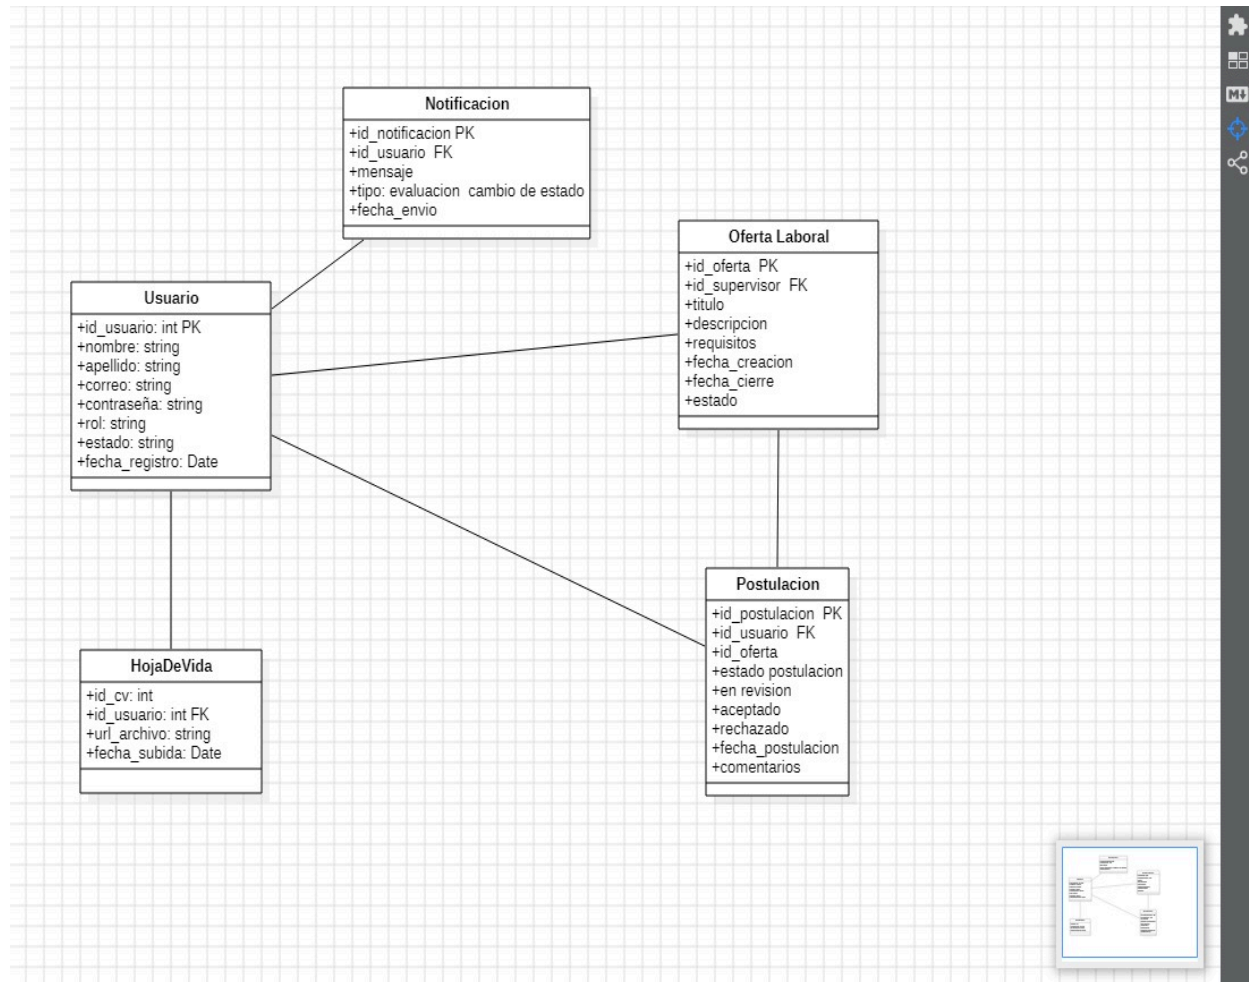 Notificacion
+id_notificacion PK
+id_usuario FK
+mensaje
+tipo: evaluacion cambio de estado
+fecha_envio
Oferta Laboral
+id_oferta PK
+id_supervisor FK
+titulo
+descripcion
+requisitos
+fecha_creacion
+fecha_cierre
+estado
Usuario
+id_usuario: int PK
+nombre: string
+apellido: string
+correo: string
+contraseña: string
+rol: string
+estado: string
+fecha_registro: Date
Postulacion
+id_postulacion PK
+id_usuario FK
+id_oferta
+estado postulacion
+en revision
+aceptado
+rechazado
+fecha_postulacion
+comentarios
HojaDeVida
+id_cv: int
+id_usuario: int FK
+url_archivo: string
+fecha_subida: Date
M